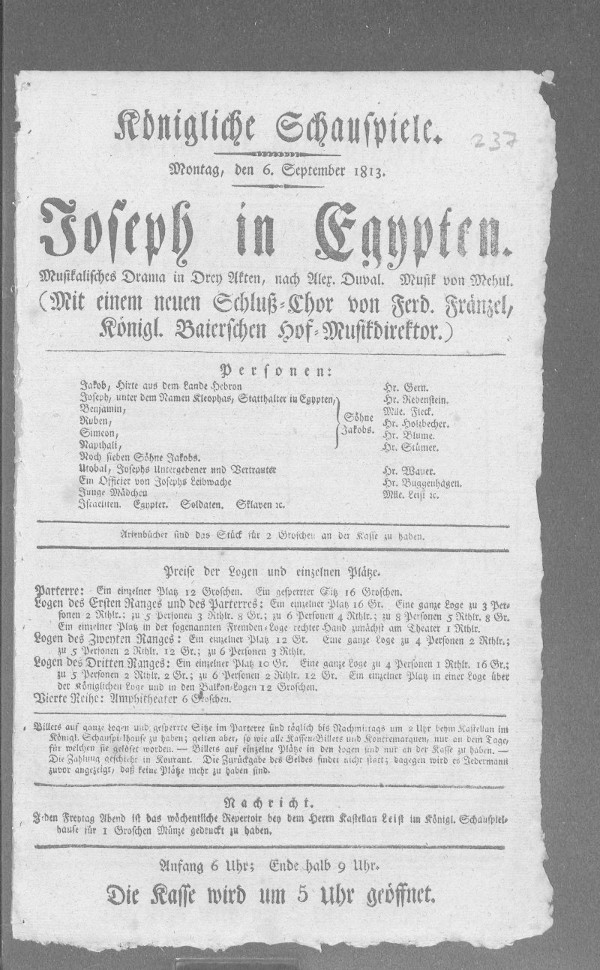 Königliche Schauspiele.
237
Montag, den 6. September 1813.
Joseph in Egypten.
Musikalisches Drama in Drey Akten, nach Alex. Duval. Musik von Mehul.
(Mit einem neuen Schluß-Chor von Ferd. Fränzel,
Königl. Baierschen Hof-Musikdirektor.)
Personen:
Jakob, Hirte aus dem Lande Hebron Hr. Gern.
Joseph, unter dem Namen Kleophas, Statthalter in Egypten, Hr. Rebenstein.
Benjamin, Mlle. Fleck.
Ruben, Söhne Hr. Holzbecher.
Simeon, Jakobs. Hr. Blume.
Napthali, Hr. Stümer.
Noch sieben Söhne Jakobs.
Utobal, Josephs Untergebener und Vertrauter Hr. Wauer.
Ein Officier von Josephs Leibwache Hr. Buggenhagen.
Junge Mädchen Mlle. Leist ꝛc.
Israeliten. Egypter. Soldaten. Sklaven ꝛc.
Arienbücher sind das Stück für 2 Groschen an der Kasse zu haben.
Preise der Logen und einzelnen Plätze.
Parterre: Ein einzelner Platz 12 Groschen. Ein gesperrter Sitz 16 Groschen.
Logen des Ersten Ranges und des Parterres: Ein einzelner Platz 16 Gr. Eine ganze Loge zu 3 Per-
sonen 2 Rthlr.; zu 5 Personen 3 Rthlr. 8 Gr.; zu 6 Personen 4 Rthlr.; zu 8 Personen 5 Rthlr. 8 Gr.
Ein einzelner Platz in der sogenannten Fremden-Loge rechter Hand zunächst am Theater 1 Rthlr.
Logen des Zweyten Ranges: Ein einzelner Platz 12 Gr. Eine ganze Loge zu 4 Personen 2 Rthlr.;
zu 5 Personen 2 Rthlr. 12 Gr.; zu 6 Personen 3 Rthlr.
Logen des Dritten Ranges: Ein einzelner Platz 10 Gr. Eine ganze Loge zu 4 Personen 1 Rthlr. 16 Gr.;
zu 5 Personen 2 Rthlr. 2 Gr.; zu 6 Personen 2 Rthlr. 12 Gr. Ein einzelner Platz in einer Loge über
der Königlichen Loge und in den Balkon-Logen 12 Groschen.
Vierte Reihe: Amphitheater 6 Groschen.
Billets auf ganze Logen und gesperrte Sitze im Parterre sind täglich bis Nachmittags um 2 Uhr beym Kastellan im
Königl. Schauspielhause zu haben; gelten aber, so wie alle Kassen-Billets und Kontremarquen, nur an dem Tage,
für welchen sie gelöset worden. — Billets auf einzelne Plätze in den Logen sind nur an der Kasse zu haben. —
Die Zahlung geschieht in Kourant. Die Zurückgabe des Geldes findet nicht statt; dagegen wird es Jedermann
zuvor angezeigt, daß keine Plätze mehr zu haben sind.
Nachricht.
Jeden Freytag Abend ist das wöchentliche Repertoir bey dem Herrn Kastellan Leist im Königl. Schauspiel-
hause für 1 Groschen Münze gedruckt zu haben.
Anfang 6 Uhr; Ende halb 9 Uhr.
Die Kasse wird um 5 Uhr geöffnet.